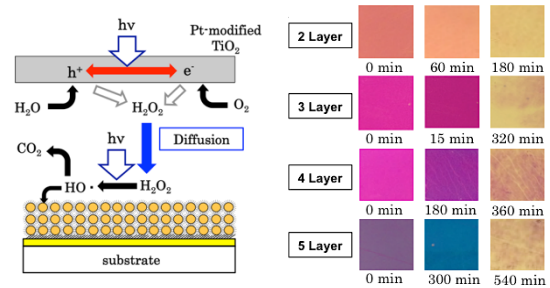 hν
Pt-modified
TiO₂
h⁺
e⁻
H₂O
H₂O₂
O₂
hν
Diffusion
CO₂
HO ·
H₂O₂
substrate
2 Layer
0 min
60 min
180 min
3 Layer
0 min
15 min
320 min
4 Layer
0 min
180 min
360 min
5 Layer
0 min
300 min
540 min